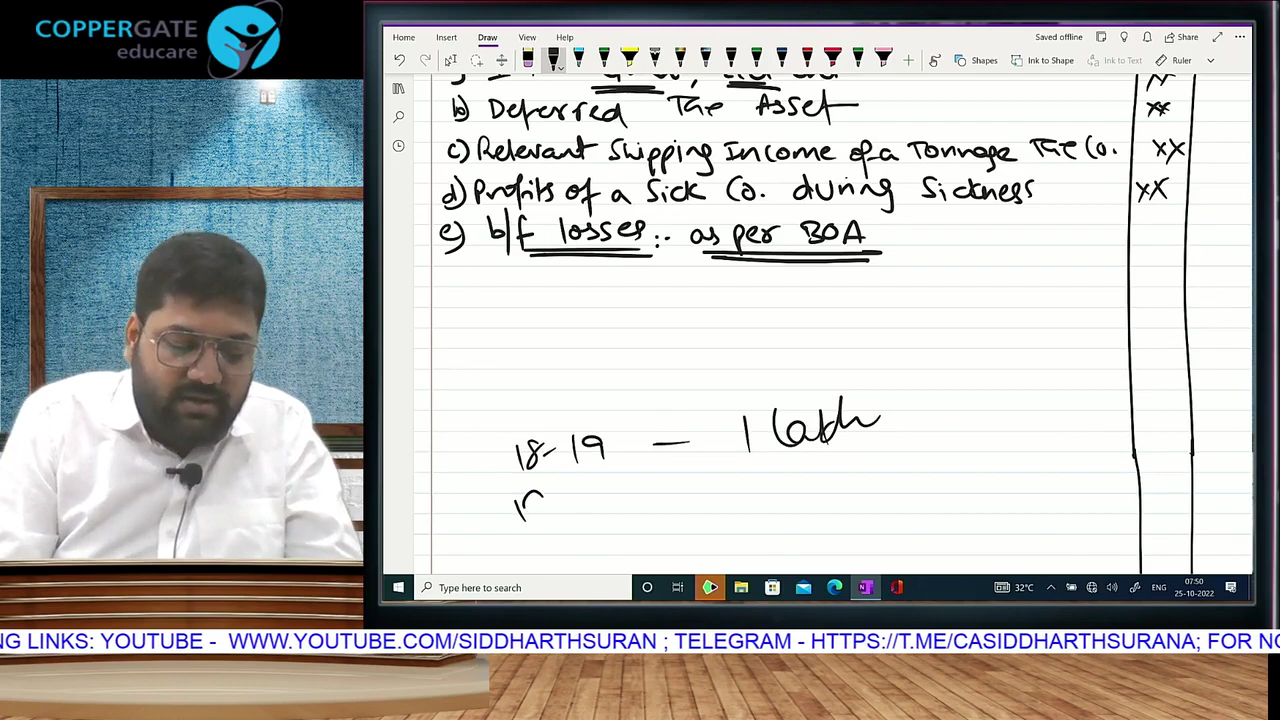 COPPERGATE
educare
Saved offline
Home Insert Draw View Help Share
Shapes Ink to Shape Ink to Text Ruler
b) Deferred Tax Asset xx
c) Relevant Shipping Income of a Tonnage Tax Co. xx
d) Profits of a Sick Co. during Sickness xx
e) b/f losses :- as per BOA
18-19 — 1 Lakh
Type here to search
32°C ENG 07:50
25-10-2022
NG LINKS: YOUTUBE - WWW.YOUTUBE.COM/SIDDHARTHSURAN ; TELEGRAM - HTTPS://T.ME/CASIDDHARTHSURANA; FOR NO